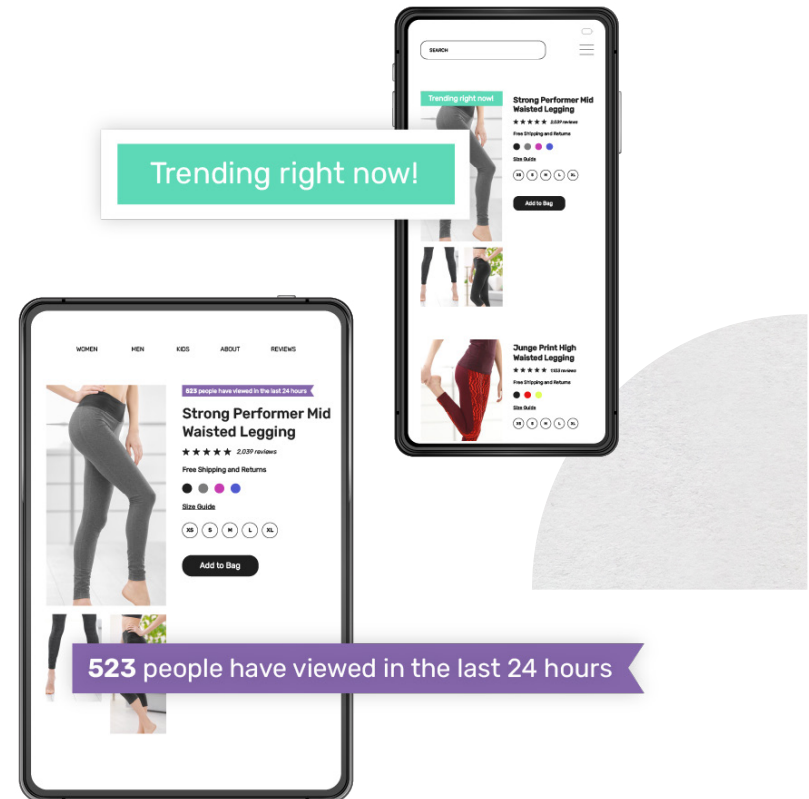 SEARCH
Trending right now!
Strong Performer Mid
Waisted Legging
2,039 reviews
Free Shipping and Returns
Size Guide
XS S M L XL
Add to Bag
Trending right now!
Junge Print High
Waisted Legging
reviews
Free Shipping and Returns
Size Guide
XS S M L XL
WOMEN MEN KIDS ABOUT REVIEWS
523 people have viewed in the last 24 hours
Strong Performer Mid
Waisted Legging
2,039 reviews
Free Shipping and Returns
Size Guide
XS S M L XL
Add to Bag
523 people have viewed in the last 24 hours